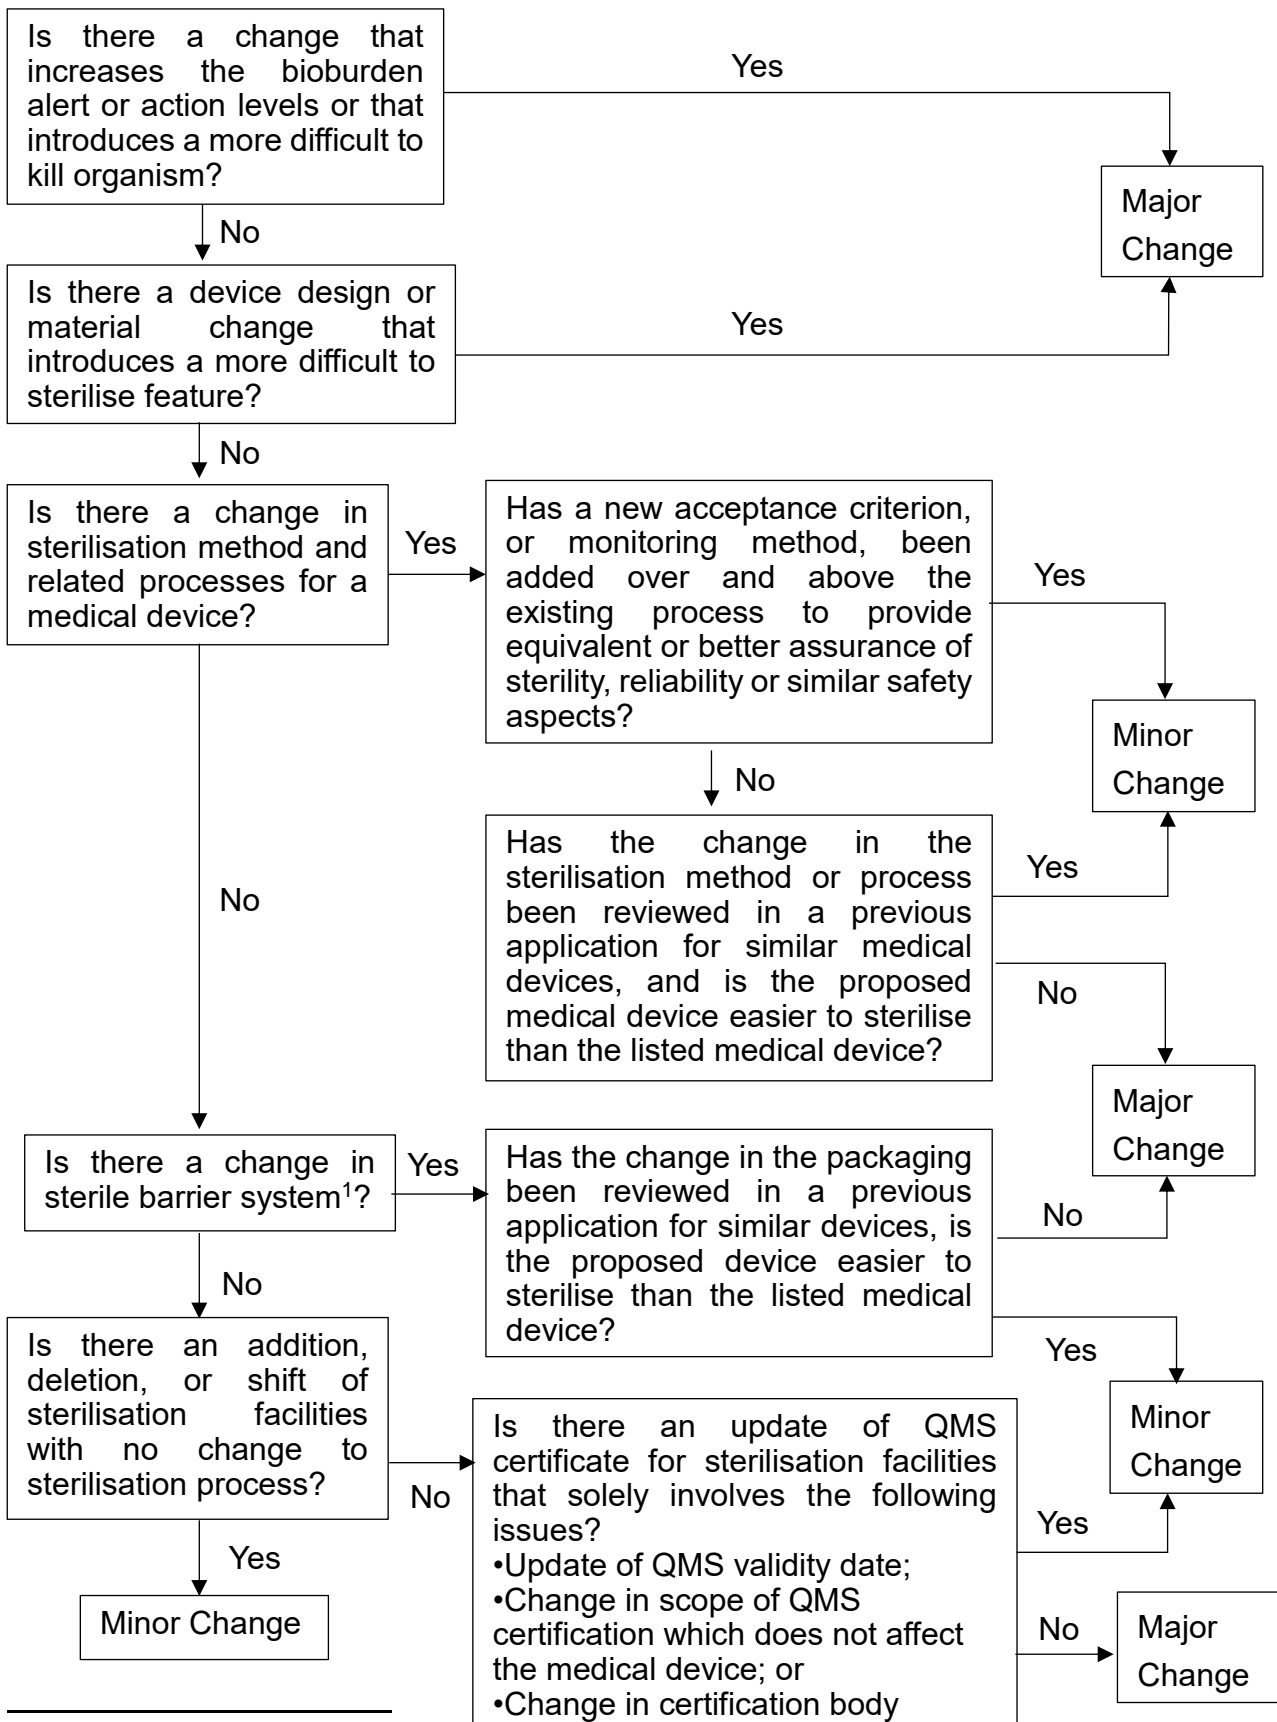 Is there a change that
increases the bioburden
alert or action levels or that
introduces a more difficult to
kill organism?
Yes
Major
Change
No
Is there a device design or
material change that
introduces a more difficult to
sterilise feature?
Yes
No
Is there a change in
sterilisation method and
related processes for a
medical device?
Yes
Has a new acceptance criterion,
or monitoring method, been
added over and above the
existing process to provide
equivalent or better assurance of
sterility, reliability or similar safety
aspects?
Yes
Minor
Change
No
Has the change in the
sterilisation method or process
been reviewed in a previous
application for similar medical
devices, and is the proposed
medical device easier to sterilise
than the listed medical device?
Yes
No
No
Major
Change
Is there a change in
sterile barrier system¹?
Yes
Has the change in the packaging
been reviewed in a previous
application for similar devices, is
the proposed device easier to
sterilise than the listed medical
device?
No
Yes
No
Is there an addition,
deletion, or shift of
sterilisation facilities
with no change to
sterilisation process?
No
Minor
Change
Is there an update of QMS
certificate for sterilisation facilities
that solely involves the following
issues?
•Update of QMS validity date;
•Change in scope of QMS
certification which does not affect
the medical device; or
•Change in certification body
Yes
No
Major
Change
Yes
Minor Change